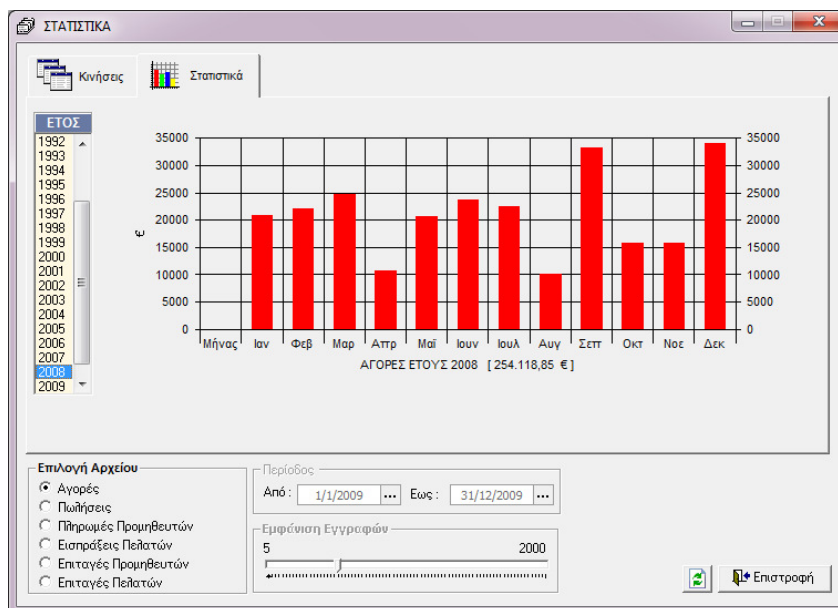 ΣΤΑΤΙΣΤΙΚΑ
Κινήσεις
Στατιστικά
ΕΤΟΣ
1992
1993
1994
1995
1996
1997
1998
1999
2000
2001
2002
2003
2004
2005
2006
2007
2008
2009
35000 35000
30000 30000
25000 25000
20000 20000
€
15000 15000
10000 10000
5000 5000
0 0
Μήνας Ιαν Φεβ Μαρ Απρ Μαϊ Ιουν Ιουλ Αυγ Σεπτ Οκτ Νοε Δεκ
ΑΓΟΡΕΣ ΕΤΟΥΣ 2008 [ 254.118,85 € ]
Επιλογή Αρχείου
Αγορές
Πωλήσεις
Πληρωμές Προμηθευτών
Εισπράξεις Πελατών
Επιταγές Προμηθευτών
Επιταγές Πελατών
Περίοδος
Από : 1/1/2009 ... Εως : 31/12/2009 ...
Εμφάνιση Εγγραφών
5 2000
Επιστροφή